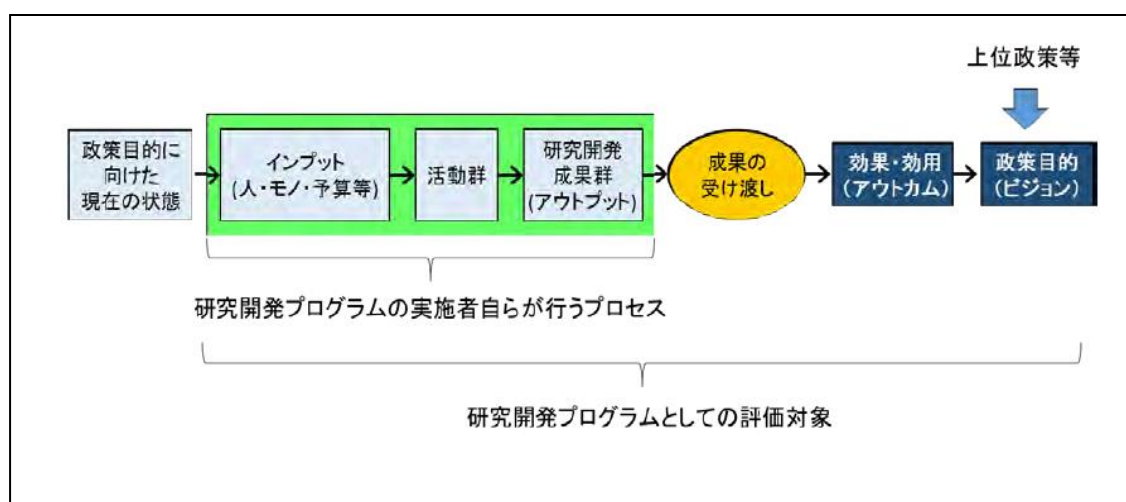 上位政策等
政策目的に
向けた
現在の状態
インプット
(人・モノ・予算等)
活動群
研究開発
成果群
(アウトプット)
成果の
受け渡し
効果・効用
(アウトカム)
政策目的
(ビジョン)
研究開発プログラムの実施者自らが行うプロセス
研究開発プログラムとしての評価対象